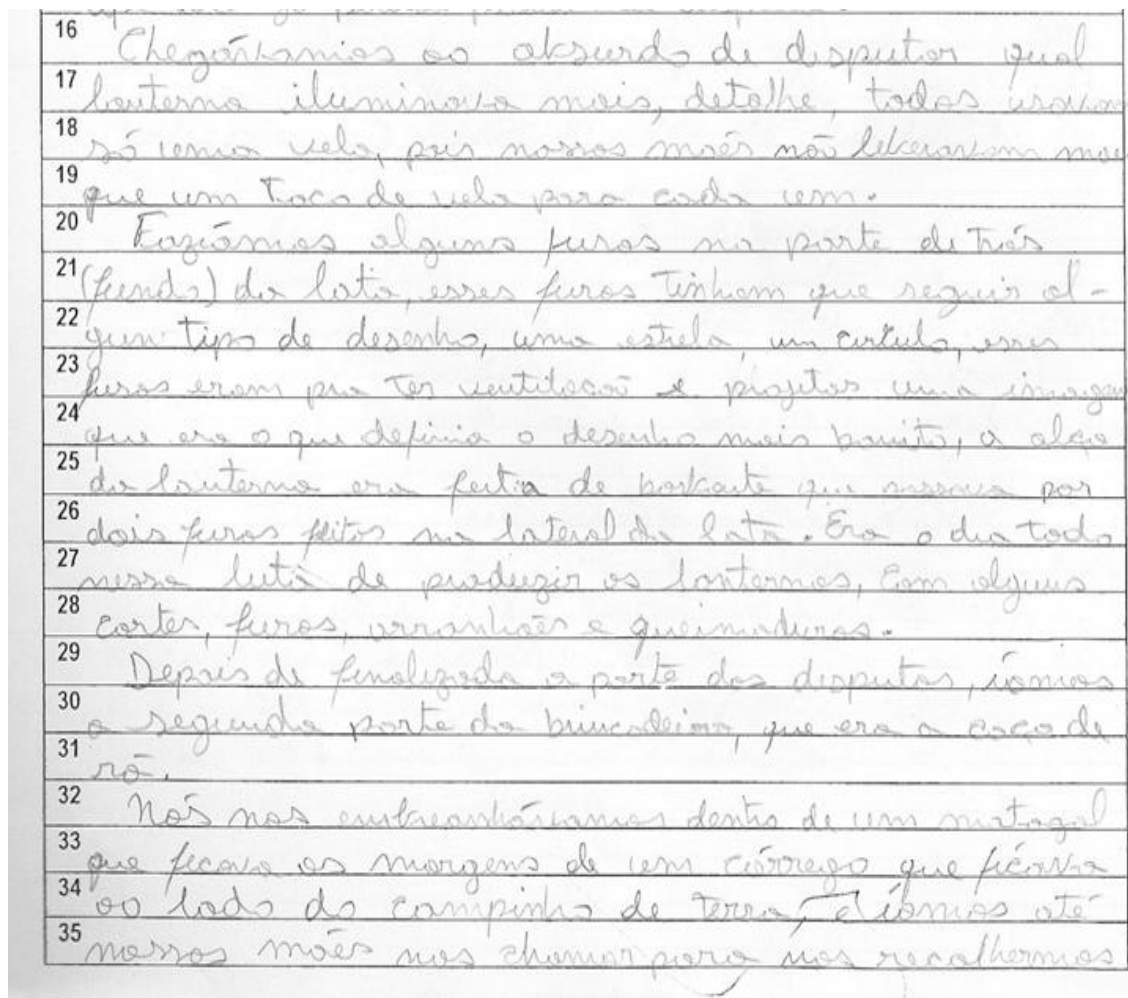 16 Chegávamos ao absurdo de disputar qual
17 lanterna iluminava mais, detalhe, todas usavam
18 só uma vela, pois nossas mães não liberavam
19 que um toco de vela para cada um.
20 Faziámos alguns furos na parte de trás
21 (fundo) da lata, esses furos tinham que seguir al-
22 gum tipo de desenho, uma estrela, um círculo, esses
23 furos eram pra ter ventilação e projetar uma imagem
24 que era o que definia o desenho mais bonito, a alça
25 da lanterna era feita de barbante que passava por
26 dois furos feitos na lateral da lata. Era o dia todo
27 nessa luta de produzir as lanternas, com alguns
28 cortes, furos, arranhões e queimaduras.
29 Depois de finalizada a parte das disputas, íamos
30 a segunda parte da brincadeira, que era a caça de
31 rã.
32 Nós nos dentro de um matagal
33 que ficava as margens de um córrego que ficava
34 ao lado do campinho de terra, e íamos até
35 nossas mães nos chamar para nos recolhermos